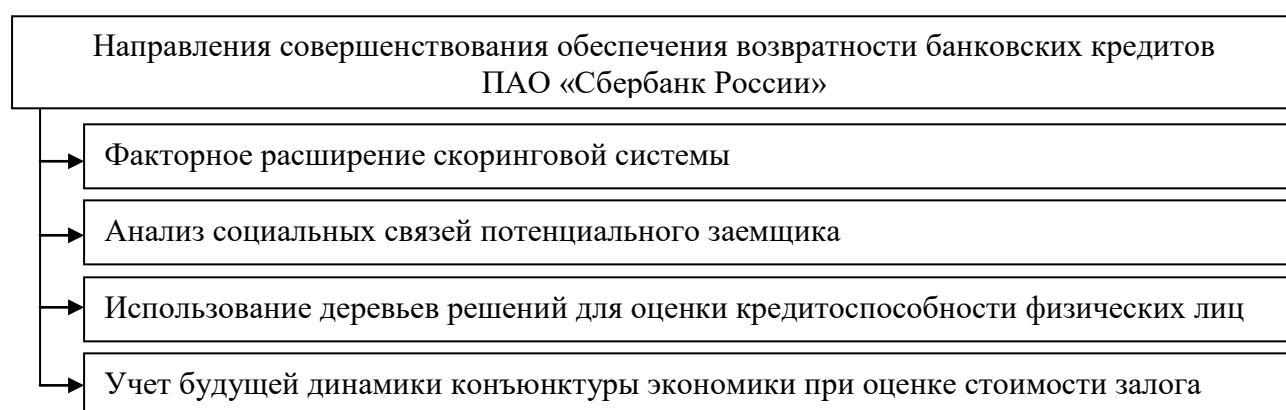 Направления совершенствования обеспечения возвратности банковских кредитов
ПАО «Сбербанк России»
Факторное расширение скоринговой системы
Анализ социальных связей потенциального заемщика
Использование деревьев решений для оценки кредитоспособности физических лиц
Учет будущей динамики конъюнктуры экономики при оценке стоимости залога